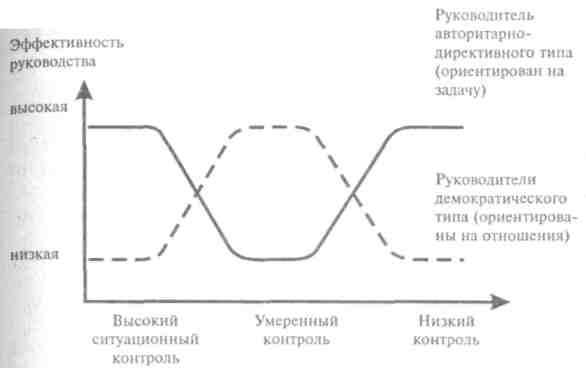 Эффективность
руководства
высокая
низкая
Руководитель
авторитарно-
директивного типа
(ориентирован на
задачу)
Руководители
демократического
типа (ориентирова-
ны на отношения)
Высокий
ситуационный
контроль
Умеренный
контроль
Низкий
контроль